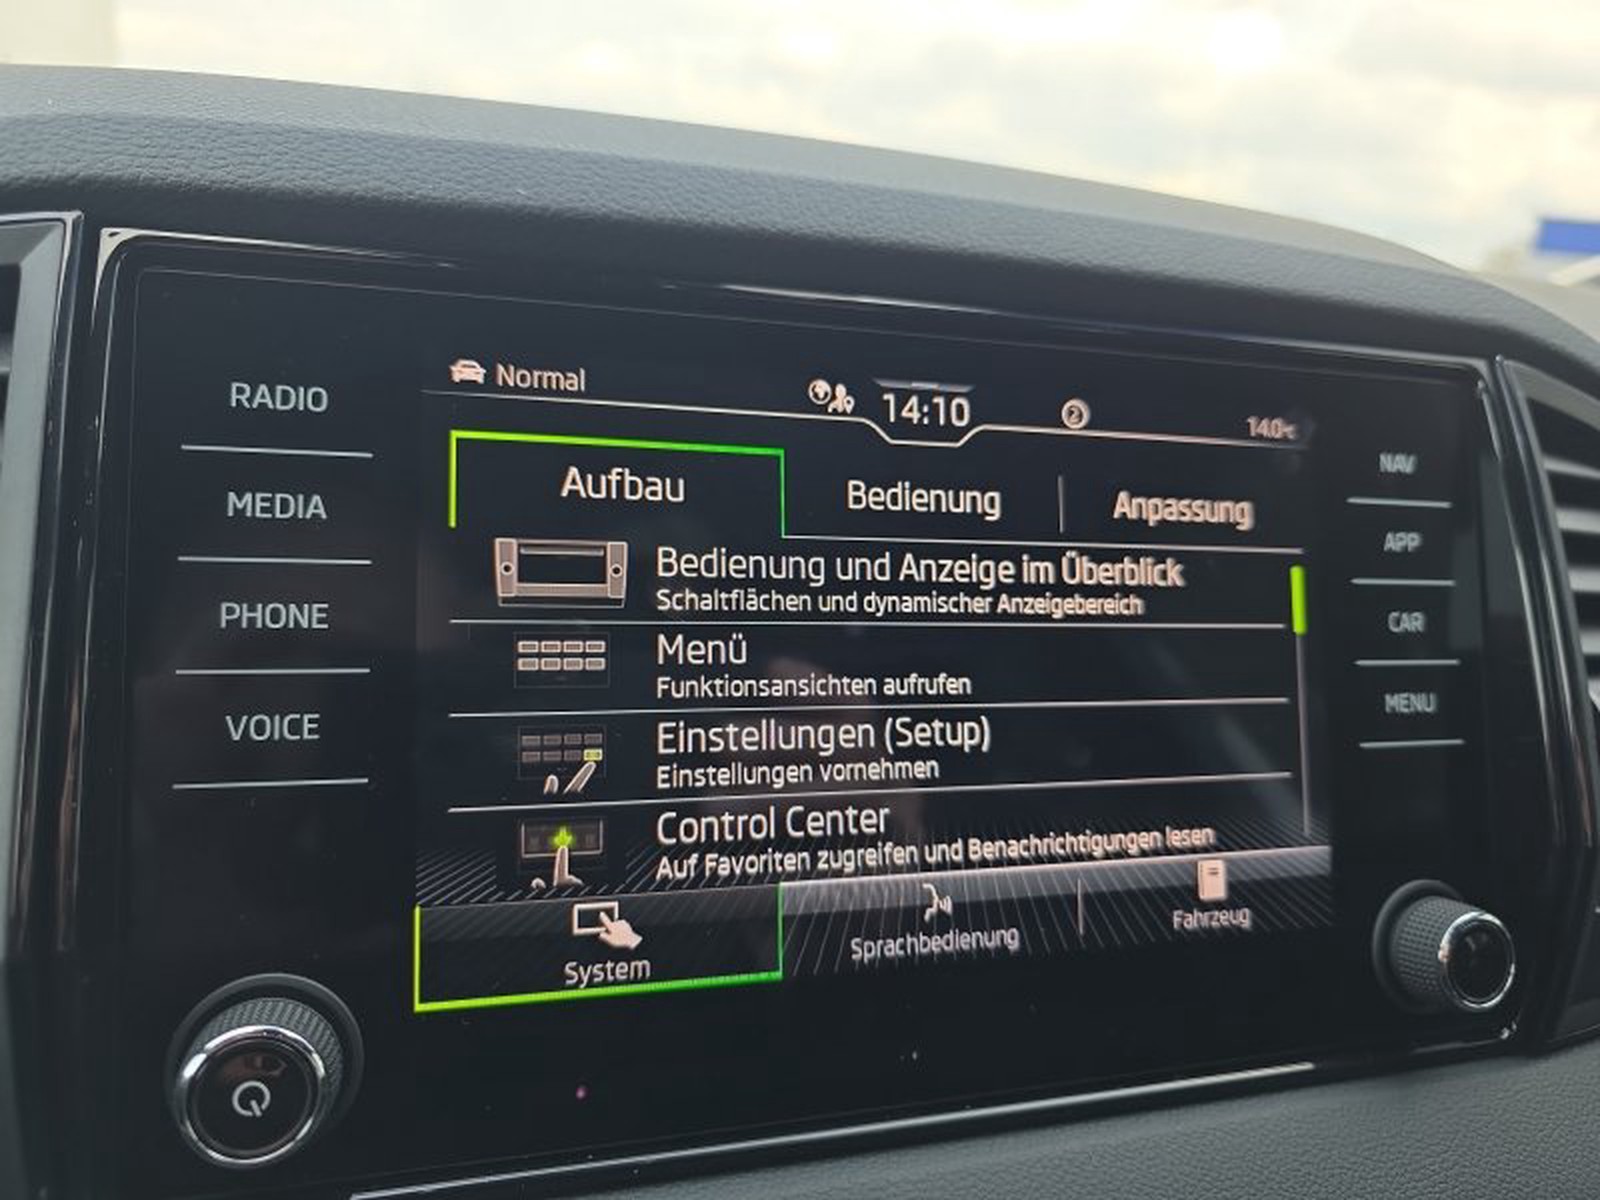 RADIO
MEDIA
PHONE
VOICE
Normal
14:10
2
14.0°C
Aufbau
Bedienung
Anpassung
Bedienung und Anzeige im Überblick
Schaltflächen und dynamischer Anzeigebereich
Menü
Funktionsansichten aufrufen
Einstellungen (Setup)
Einstellungen vornehmen
Control Center
Auf Favoriten zugreifen und Benachrichtigungen lesen
System
Sprachbedienung
Fahrzeug
NAV
APP
CAR
MENU